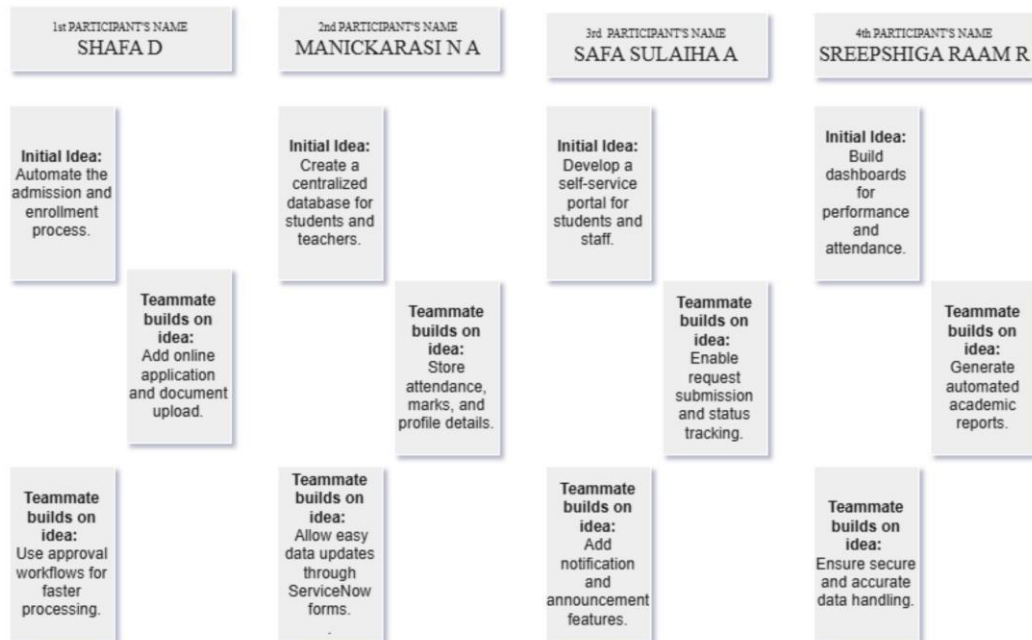 1st PARTICIPANT'S NAME
SHAFA D
2nd PARTICIPANT'S NAME
MANICKARASI N A
3rd PARTICIPANT'S NAME
SAFA SULAIHA A
4th PARTICIPANT'S NAME
SREEPSHIGA RAAM R
Initial Idea:
Automate the
admission and
enrollment
process.
Initial Idea:
Create a
centralized
database for
students and
teachers.
Initial Idea:
Develop a
self-service
portal for
students and
staff.
Initial Idea:
Build
dashboards
for
performance
and
attendance.
Teammate
builds on
idea:
Add online
application
and document
upload.
Teammate
builds on
idea:
Store
attendance,
marks, and
profile details.
Teammate
builds on
idea:
Enable
request
submission
and status
tracking.
Teammate
builds on
idea:
Generate
automated
academic
reports.
Teammate
builds on
idea:
Use approval
workflows for
faster
processing.
Teammate
builds on
idea:
Allow easy
data updates
through
ServiceNow
forms.
.
Teammate
builds on
idea:
Add
notification
and
announcement
features.
Teammate
builds on
idea:
Ensure secure
and accurate
data handling.